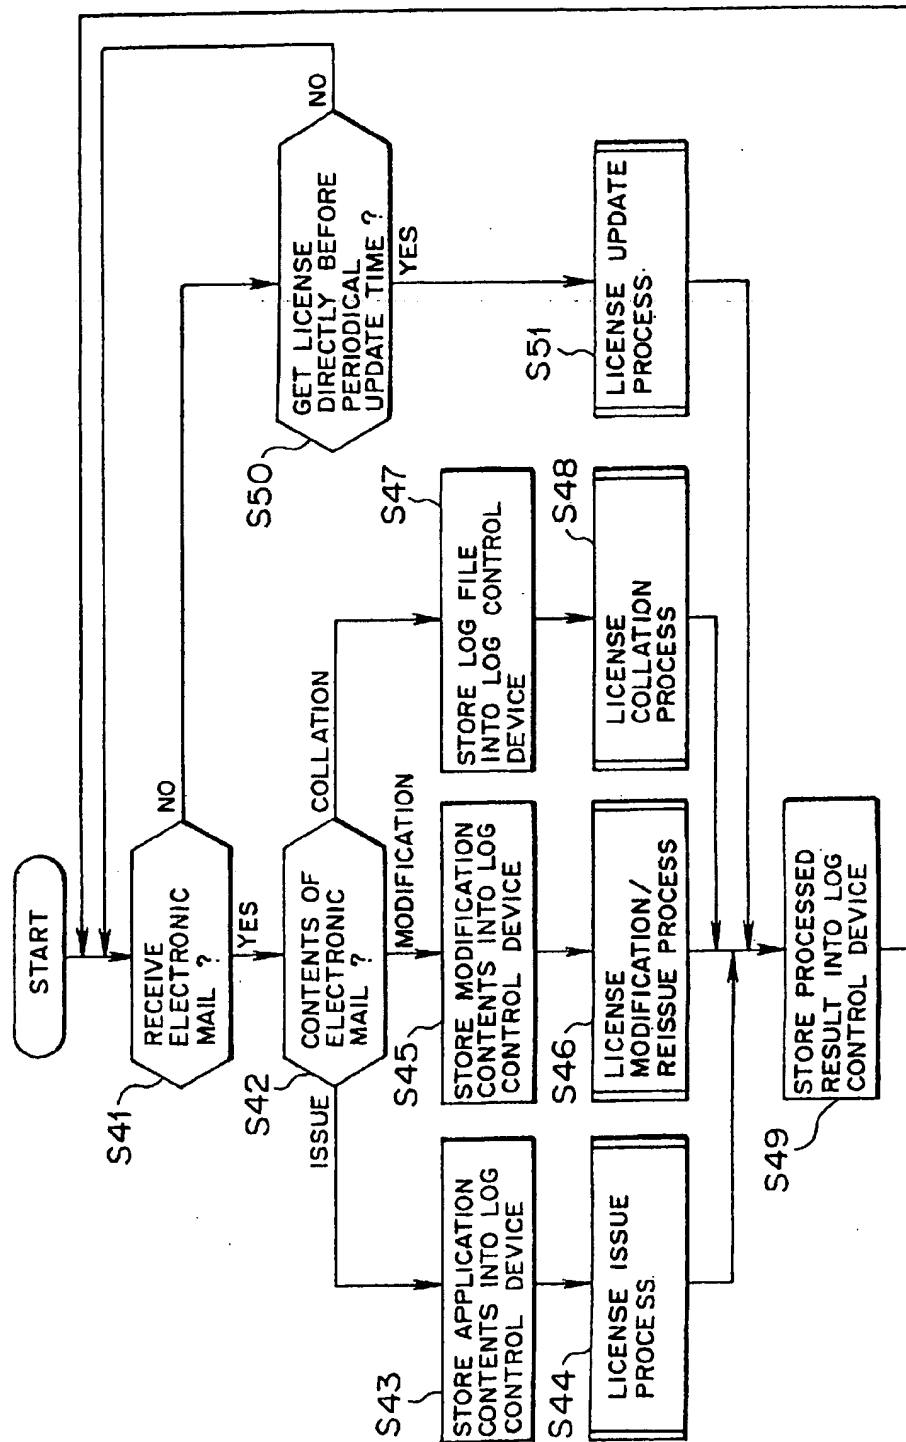 START
RECEIVE
ELECTRONIC
MAIL ?
S41
NO
YES
CONTENTS OF
ELECTRONIC
MAIL ?
S42
ISSUE
MODIFICATION
COLLATION
STORE APPLICATION
CONTENTS INTO LOG
CONTROL DEVICE
S43
LICENSE ISSUE
PROCESS
S44
STORE MODIFICATION
CONTENTS INTO LOG
CONTROL DEVICE
S45
LICENSE
MODIFICATION/
REISSUE PROCESS
S46
STORE LOG FILE
INTO LOG CONTROL
DEVICE
S47
LICENSE
COLLATION
PROCESS
S48
GET LICENSE
DIRECTLY BEFORE
PERIODICAL
UPDATE TIME ?
S50
NO
YES
LICENSE UPDATE
PROCESS
S51
STORE PROCESSED
RESULT INTO LOG
CONTROL DEVICE
S49